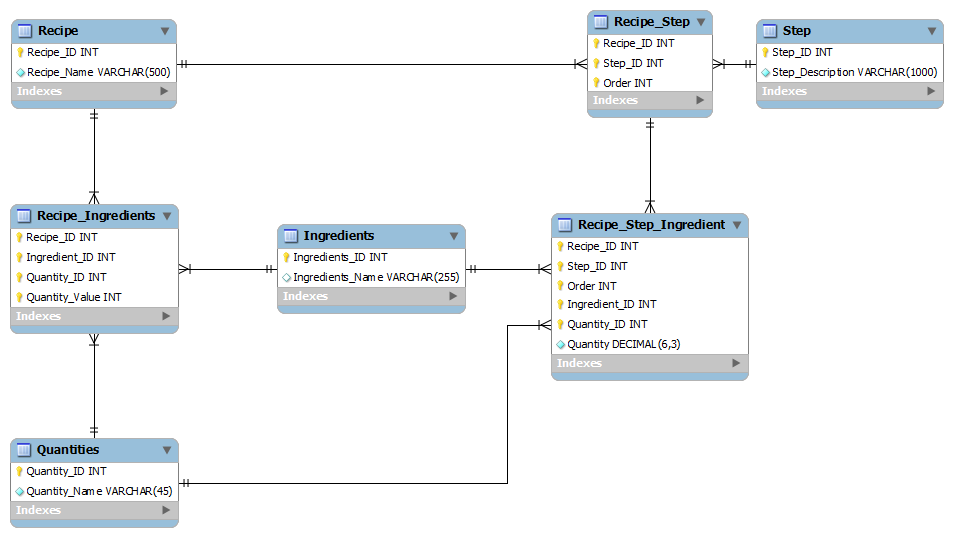 Recipe
Recipe_ID INT
Recipe_Name VARCHAR(500)
Indexes
Recipe_Step
Recipe_ID INT
Step_ID INT
Order INT
Indexes
Step
Step_ID INT
Step_Description VARCHAR(1000)
Indexes
Recipe_Ingredients
Recipe_ID INT
Ingredient_ID INT
Quantity_ID INT
Quantity_Value INT
Indexes
Ingredients
Ingredients_ID INT
Ingredients_Name VARCHAR(255)
Indexes
Recipe_Step_Ingredient
Recipe_ID INT
Step_ID INT
Order INT
Ingredient_ID INT
Quantity_ID INT
Quantity DECIMAL(6,3)
Indexes
Quantities
Quantity_ID INT
Quantity_Name VARCHAR(45)
Indexes